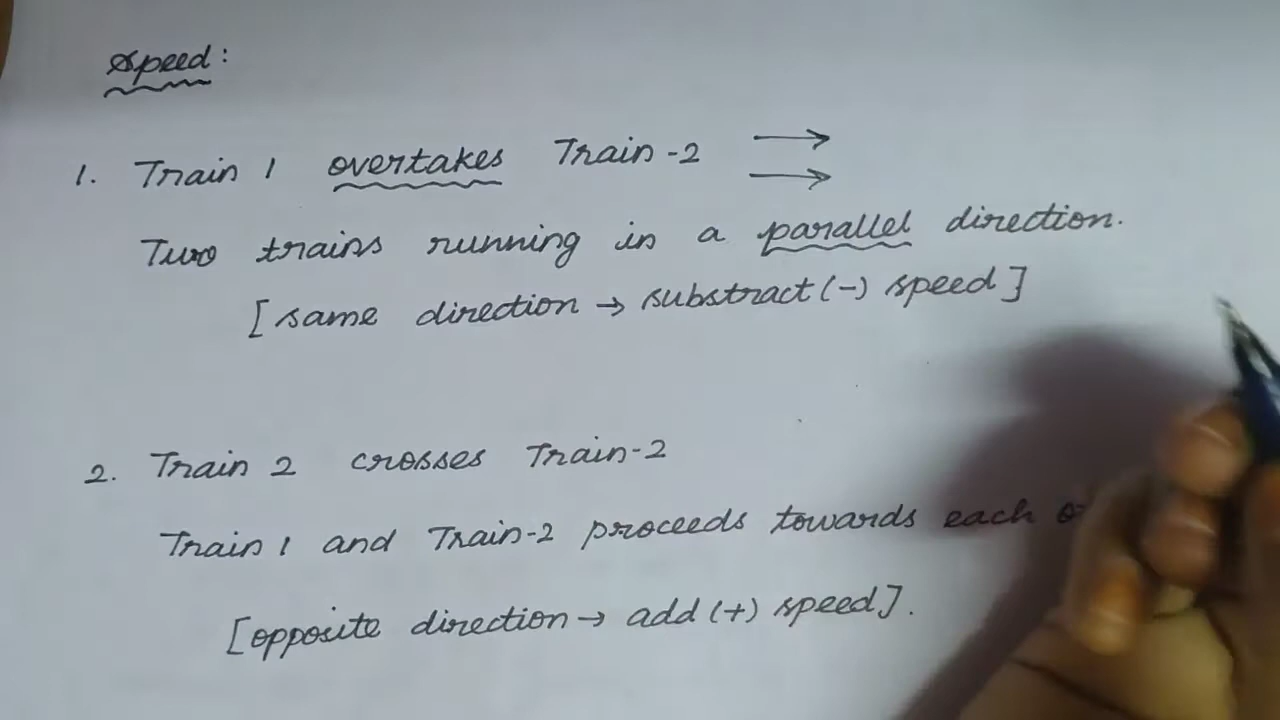 Speed:
1. Train 1 overtakes Train-2
Two trains running in a parallel direction.
[same direction → substract (-) speed]
2. Train 2 crosses Train-2
Train 1 and Train-2 proceeds towards each
[opposite direction → add (+) speed].